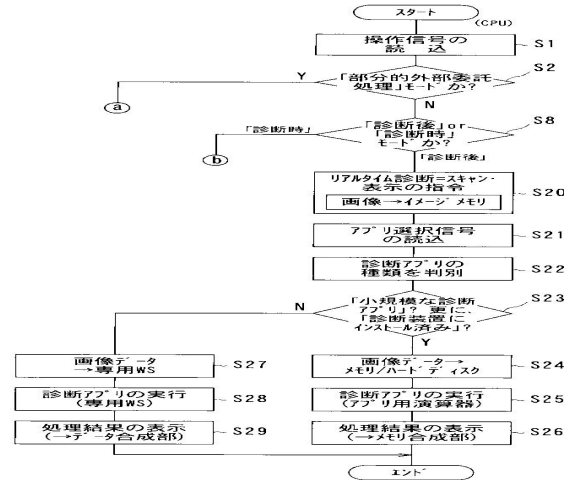 スタート
(CPU)
操作信号の
読込
S1
「部分的外部委託
処理」モードか?
S2
Y
N
a
「診断後」or
「診断時」
モードか?
S8
「診断時」
b
「診断後」
リアルタイム診断=スキャン・
表示の指令
画像→イメージメモリ
S20
アプリ選択信号
の読込
S21
診断アプリの
種類を判別
S22
「小規模な診断
アプリ」? 更に、
「診断装置に
インストール済み」?
S23
N
Y
画像データ
→専用WS
S27
画像データ→
メモリ/ハードディスク
S24
診断アプリの実行
(専用WS)
S28
診断アプリの実行
(アプリ用演算器)
S25
処理結果の表示
(→データ合成部)
S29
処理結果の表示
(→メモリ合成部)
S26
エンド